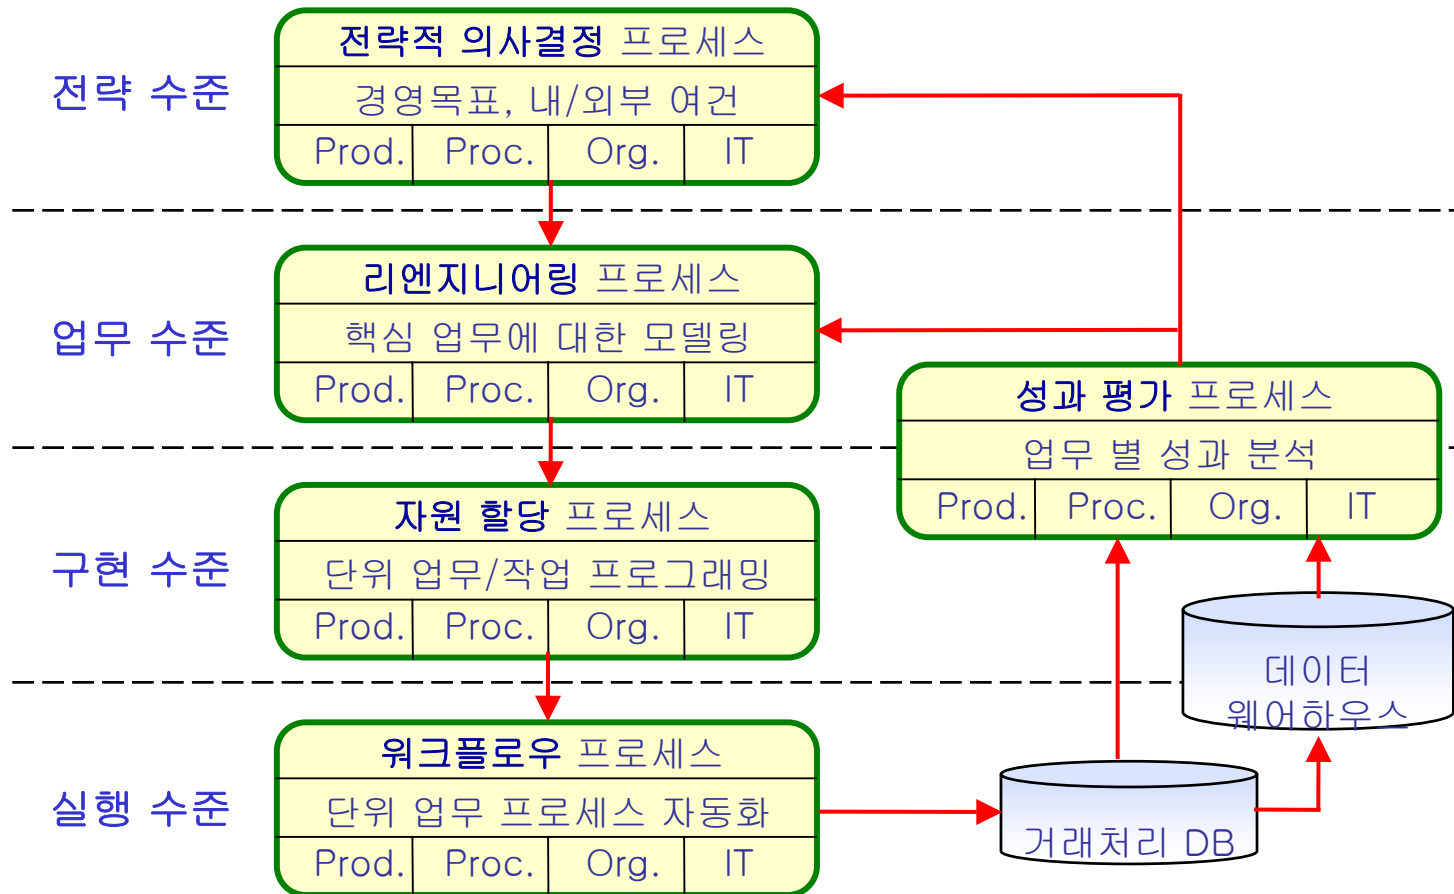 전략 수준
전략적 의사결정 프로세스
경영목표, 내/외부 여건
Prod. Proc. Org. IT
업무 수준
리엔지니어링 프로세스
핵심 업무에 대한 모델링
Prod. Proc. Org. IT
성과 평가 프로세스
업무 별 성과 분석
Prod. Proc. Org. IT
구현 수준
자원 할당 프로세스
단위 업무/작업 프로그래밍
Prod. Proc. Org. IT
데이터
웨어하우스
실행 수준
워크플로우 프로세스
단위 업무 프로세스 자동화
Prod. Proc. Org. IT
거래처리 DB